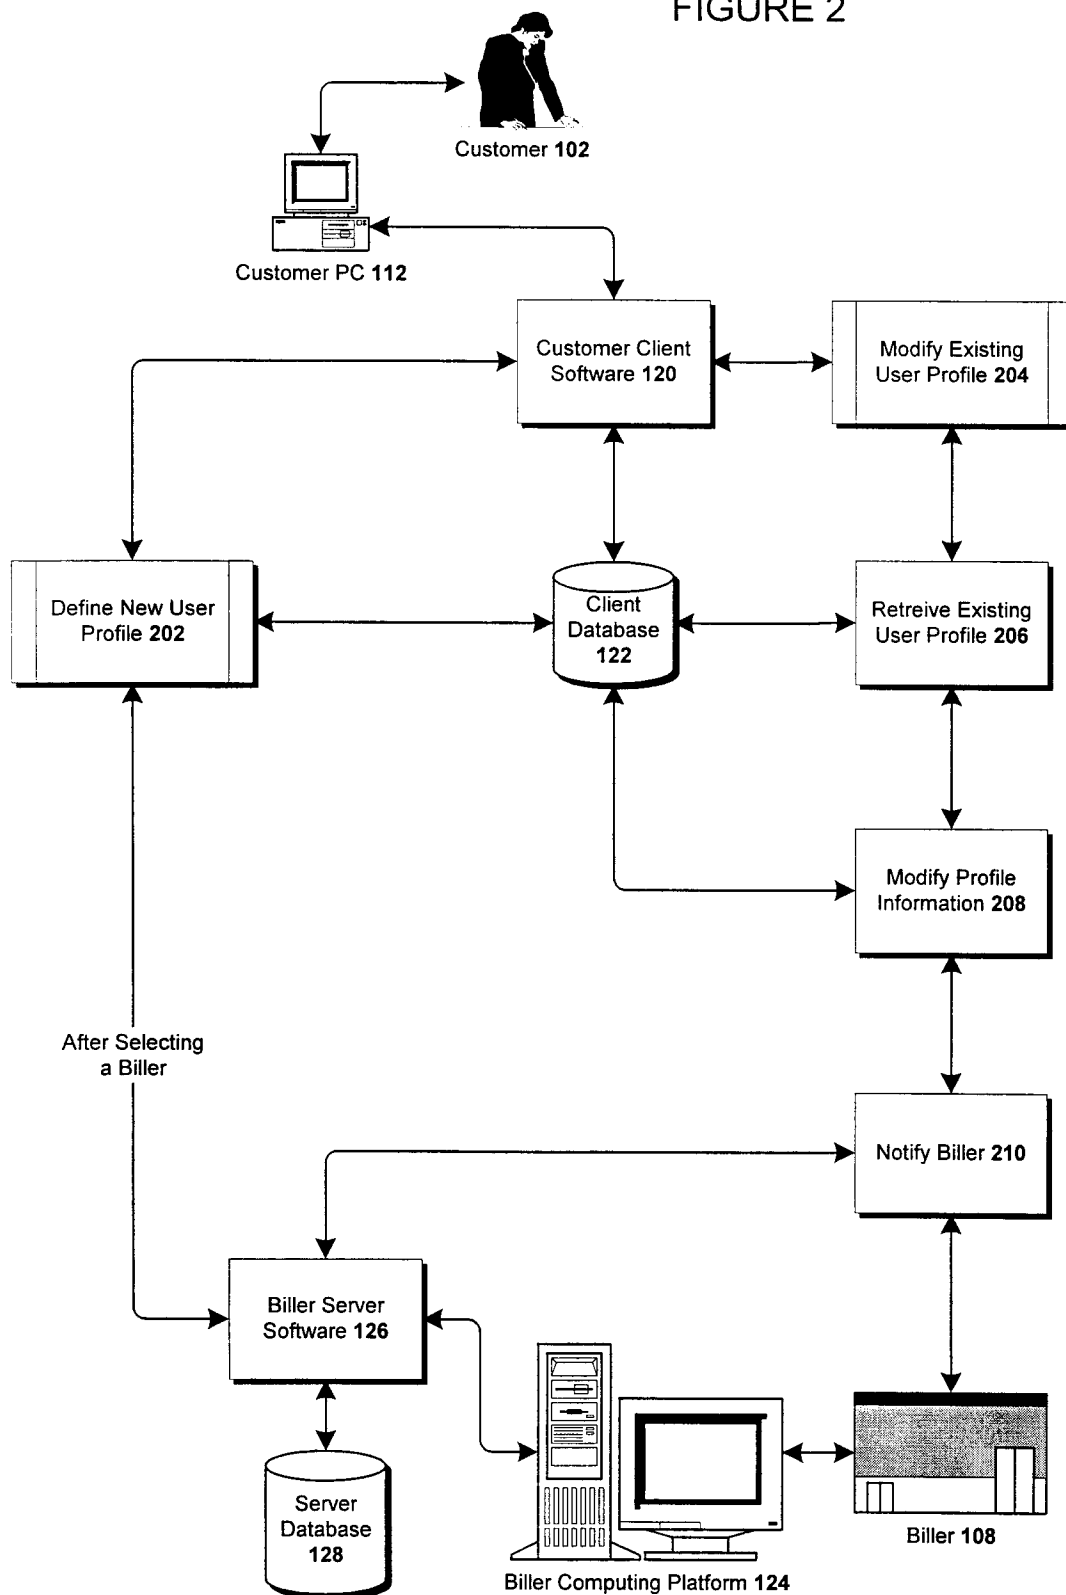 FIGURE 2
Customer 102
Customer PC 112
Customer Client
Software 120
Modify Existing
User Profile 204
Define New User
Profile 202
Client
Database
122
Retreive Existing
User Profile 206
Modify Profile
Information 208
After Selecting
a Biller
Notify Biller 210
Biller Server
Software 126
Server
Database
128
Biller 108
Biller Computing Platform 124